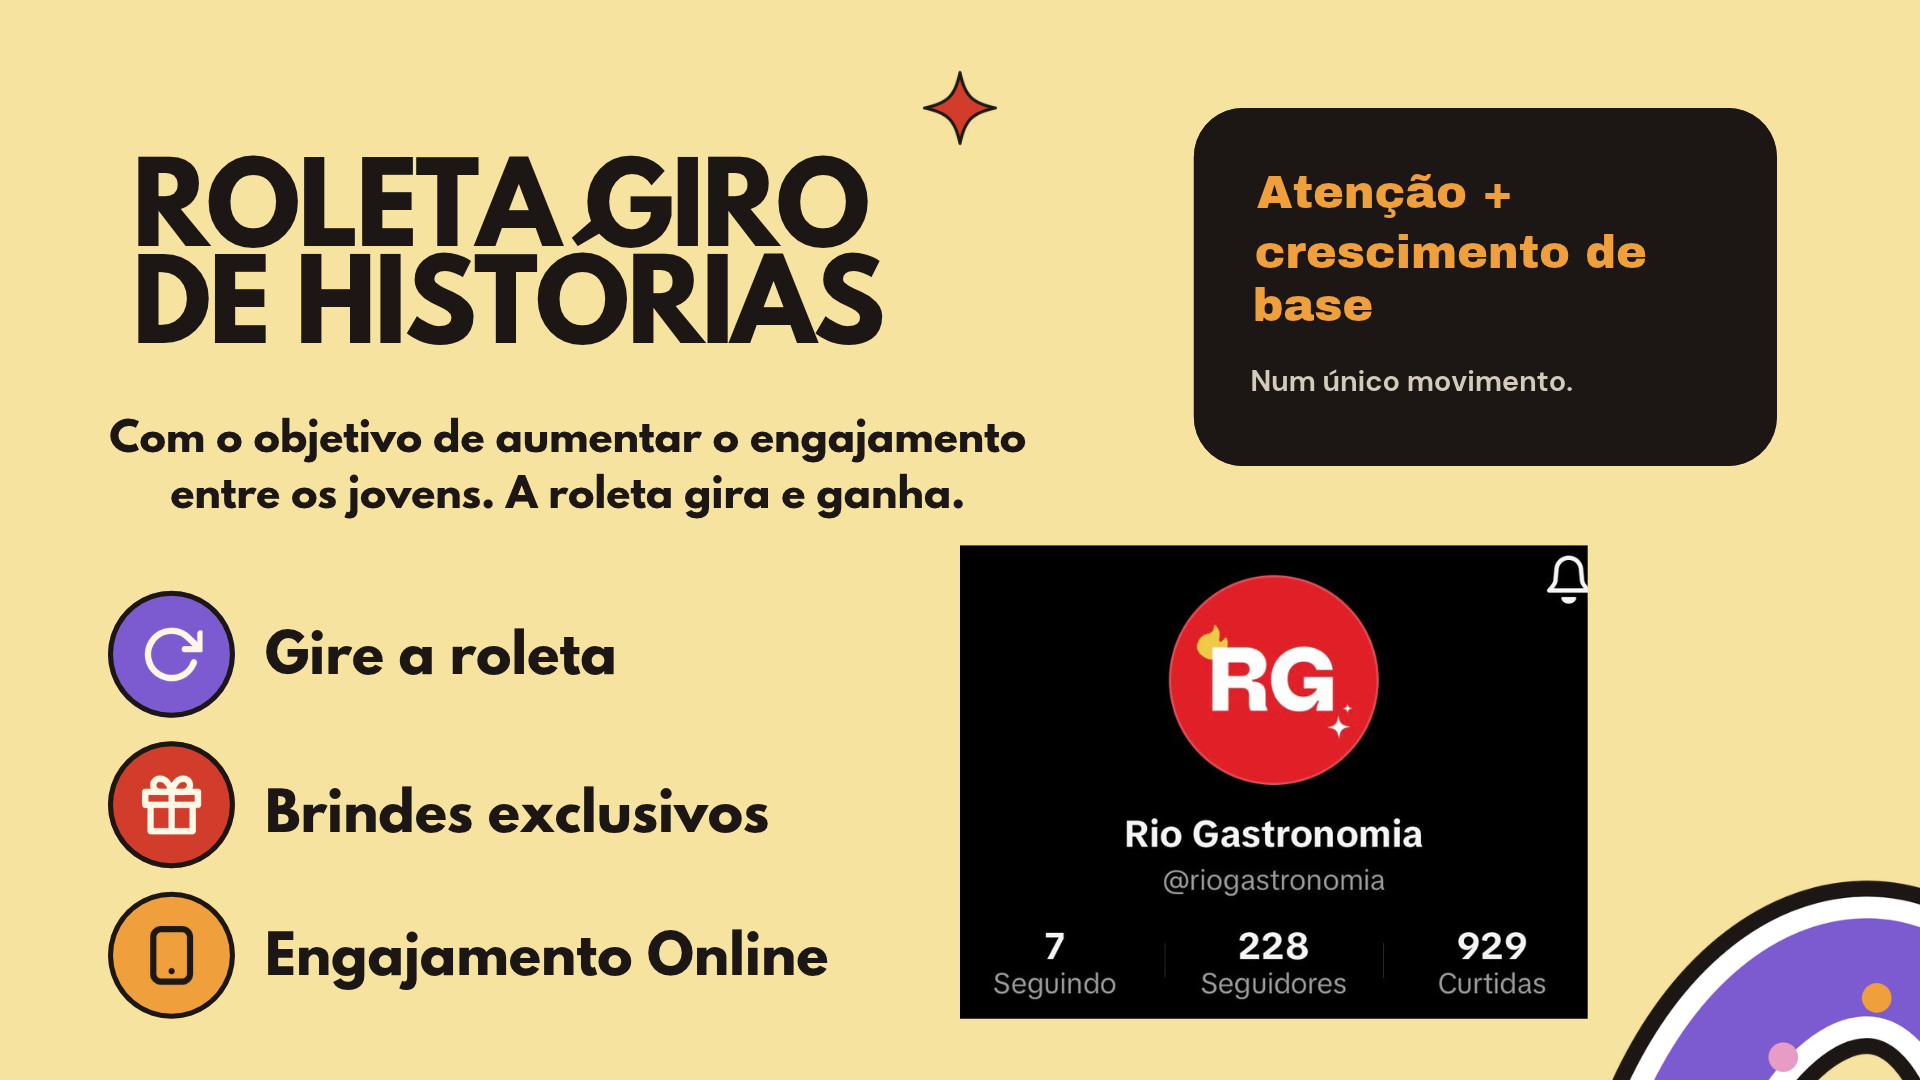 ROLETA GIRO
DE HISTÓRIAS
Com o objetivo de aumentar o engajamento
entre os jovens. A roleta gira e ganha.
Gire a roleta
Brindes exclusivos
Engajamento Online
Atenção +
crescimento de
base
Num único movimento.
RG
Rio Gastronomia
@riogastronomia
7
Seguindo
228
Seguidores
929
Curtidas